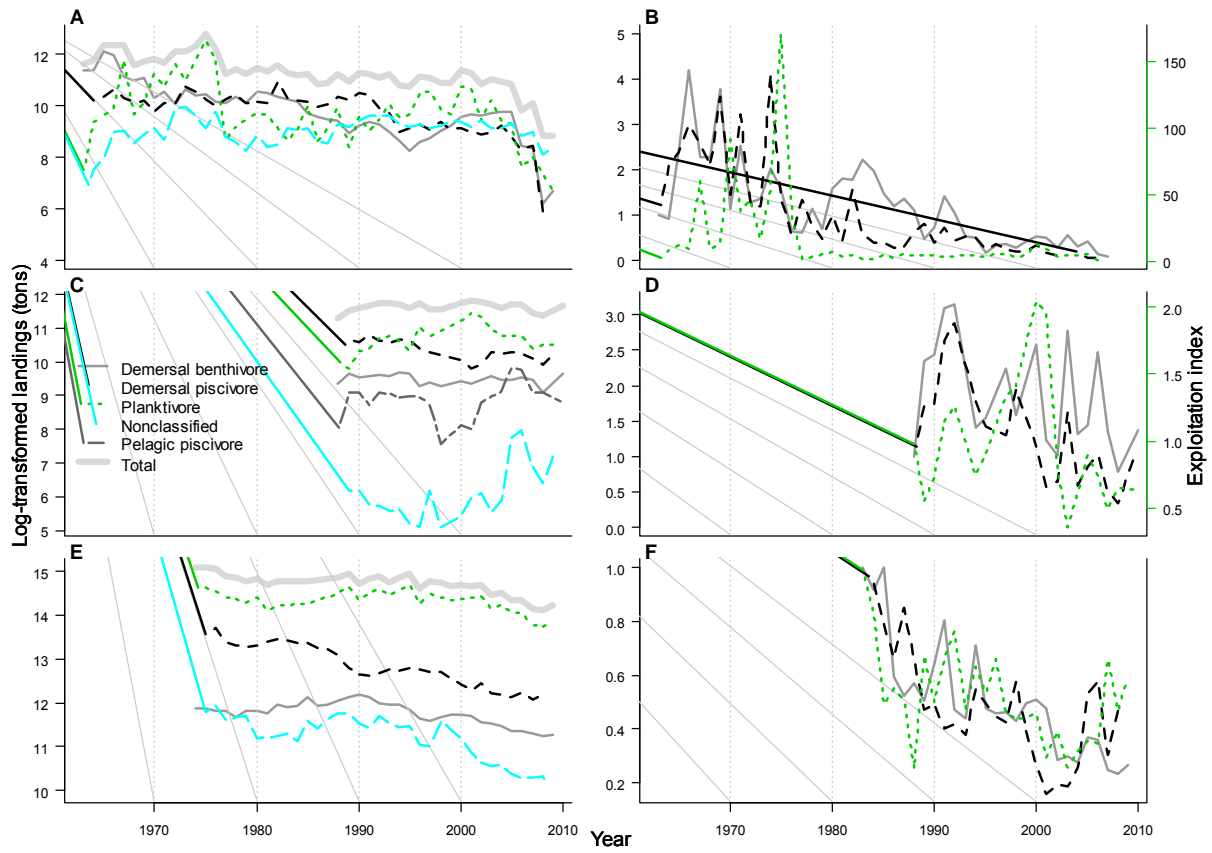 A
B
12
10
8
6
4
5
4
3
2
1
0
150
100
50
0
C
D
12
11
10
9
8
7
6
5
Demersal benthivore
Demersal piscivore
Planktivore
Nonclassified
Pelagic piscivore
Total
3.0
2.5
2.0
1.5
1.0
0.5
0.0
2.0
1.5
1.0
0.5
Log-transformed landings (tons)
Exploitation index
E
F
15
14
13
12
11
10
1.0
0.8
0.6
0.4
0.2
1970 1980 1990 2000 2010
1970 1980 1990 2000 2010
Year